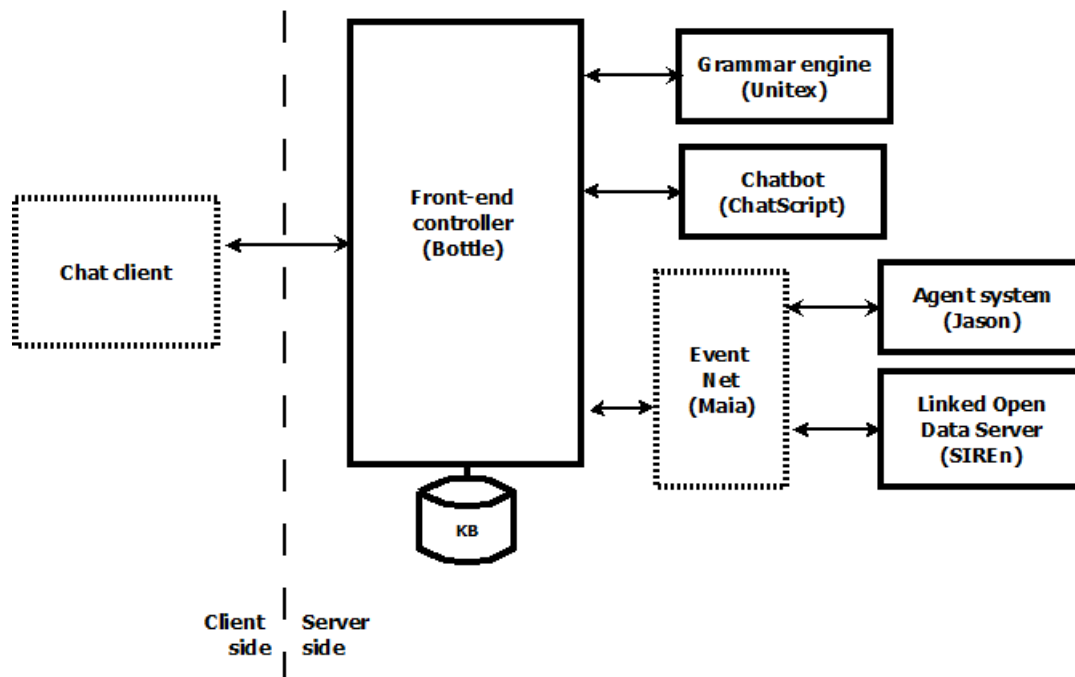 Grammar engine
(Unitex)
Chatbot
(ChatScript)
Front-end
controller
(Bottle)
Chat client
Agent system
(Jason)
Event
Net
(Maia)
Linked Open
Data Server
(SIREn)
KB
Client
side
Server
side